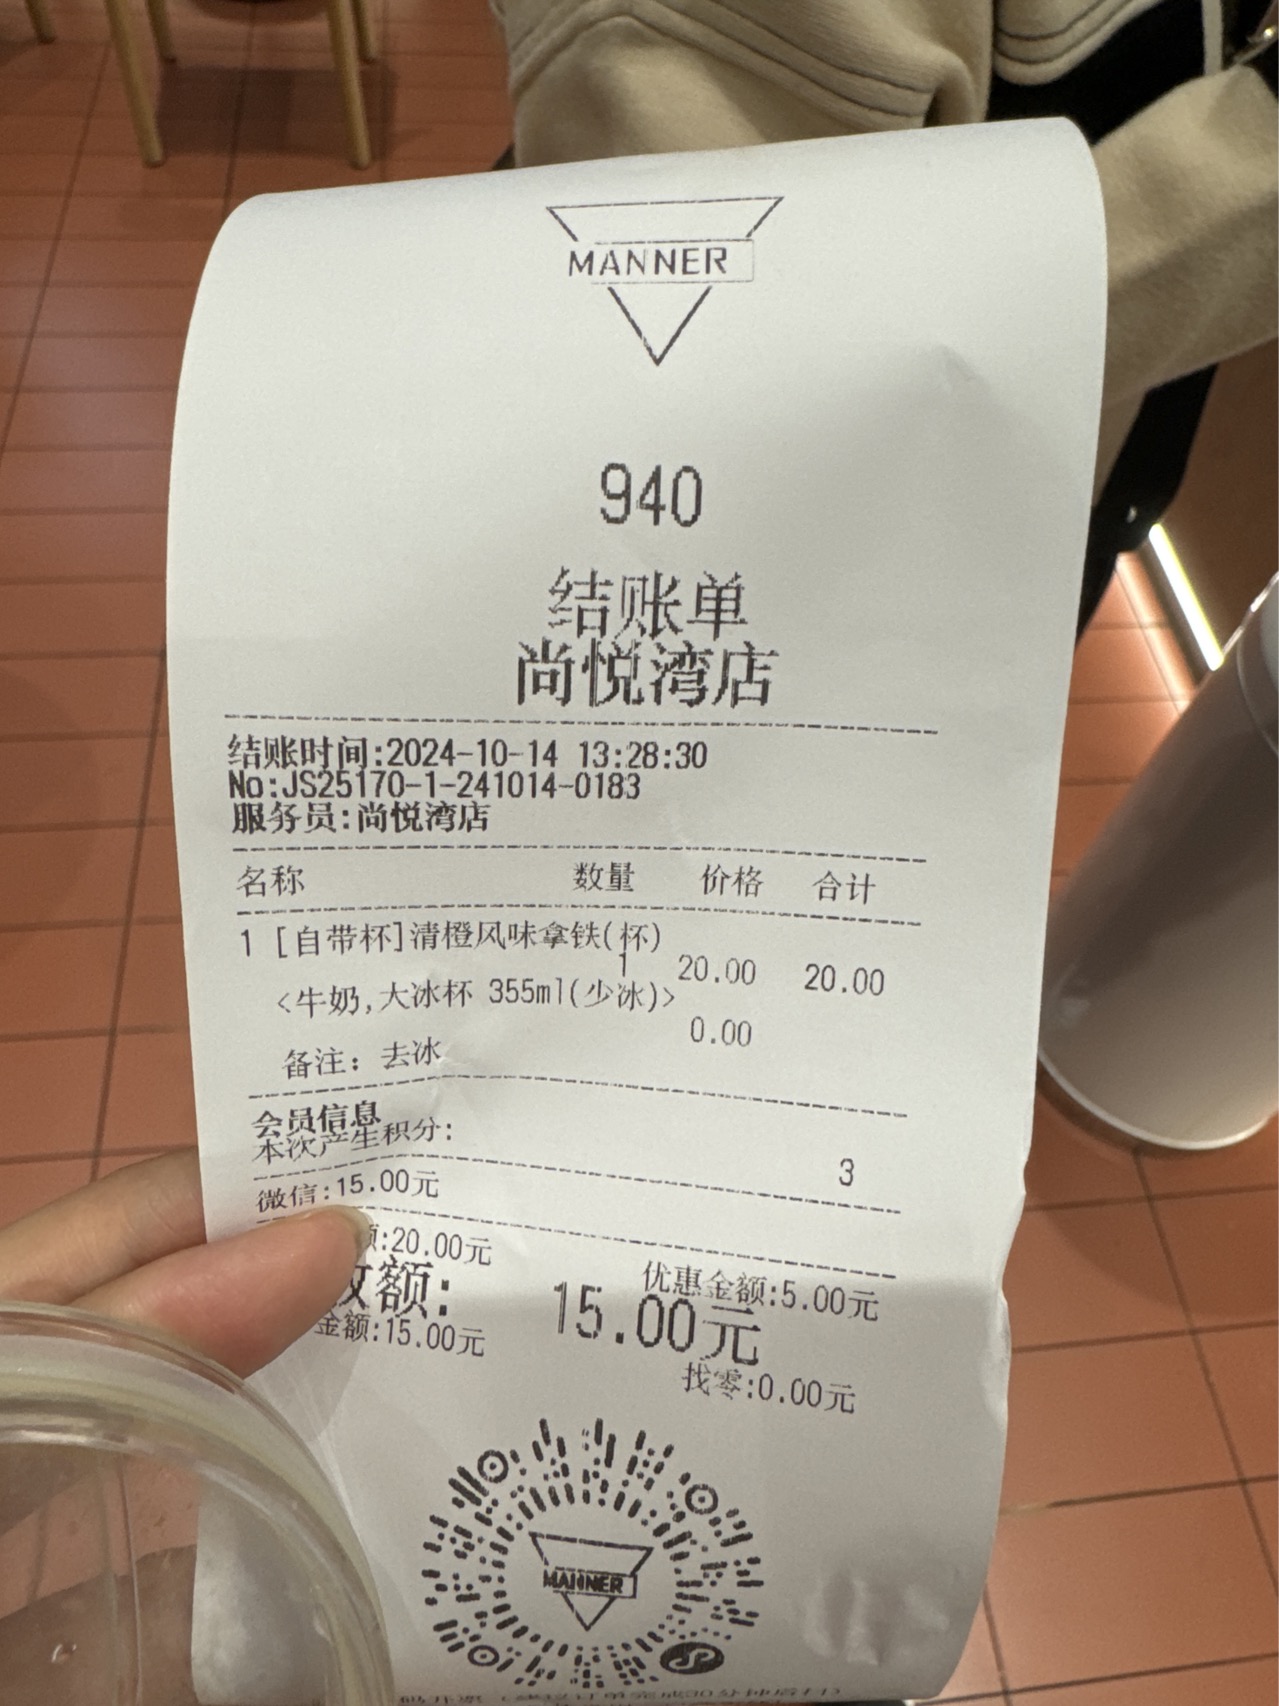 MANNER
940
结账单
尚悦湾店
结账时间:2024-10-14 13:28:30
No:JS25170-1-241014-0183
服务员:尚悦湾店
名称 数量 价格 合计
1 [自带杯]清橙风味拿铁(杯)
1 20.00 20.00
<牛奶,大冰杯 355ml(少冰)>
0.00
备注: 去冰
会员信息
本次产生积分: 3
微信:15.00元
额:20.00元 优惠金额:5.00元
收额: 15.00元
金额:15.00元 找零:0.00元
MANNER